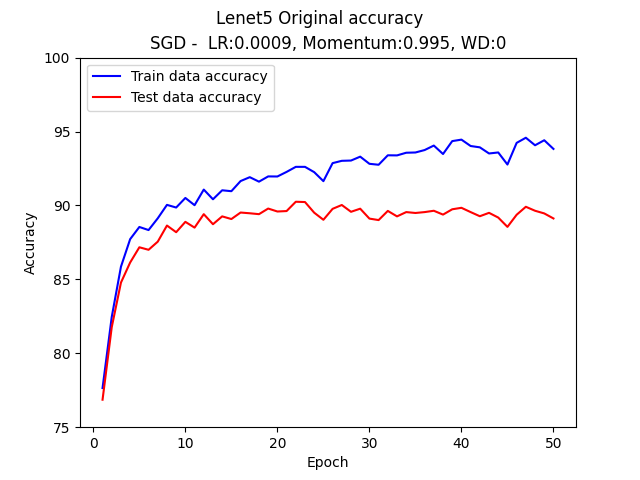 Lenet5 Original accuracy
SGD -  LR:0.0009, Momentum:0.995, WD:0
Train data accuracy
Test data accuracy
100
95
90
85
80
75
Accuracy
0 10 20 30 40 50
Epoch